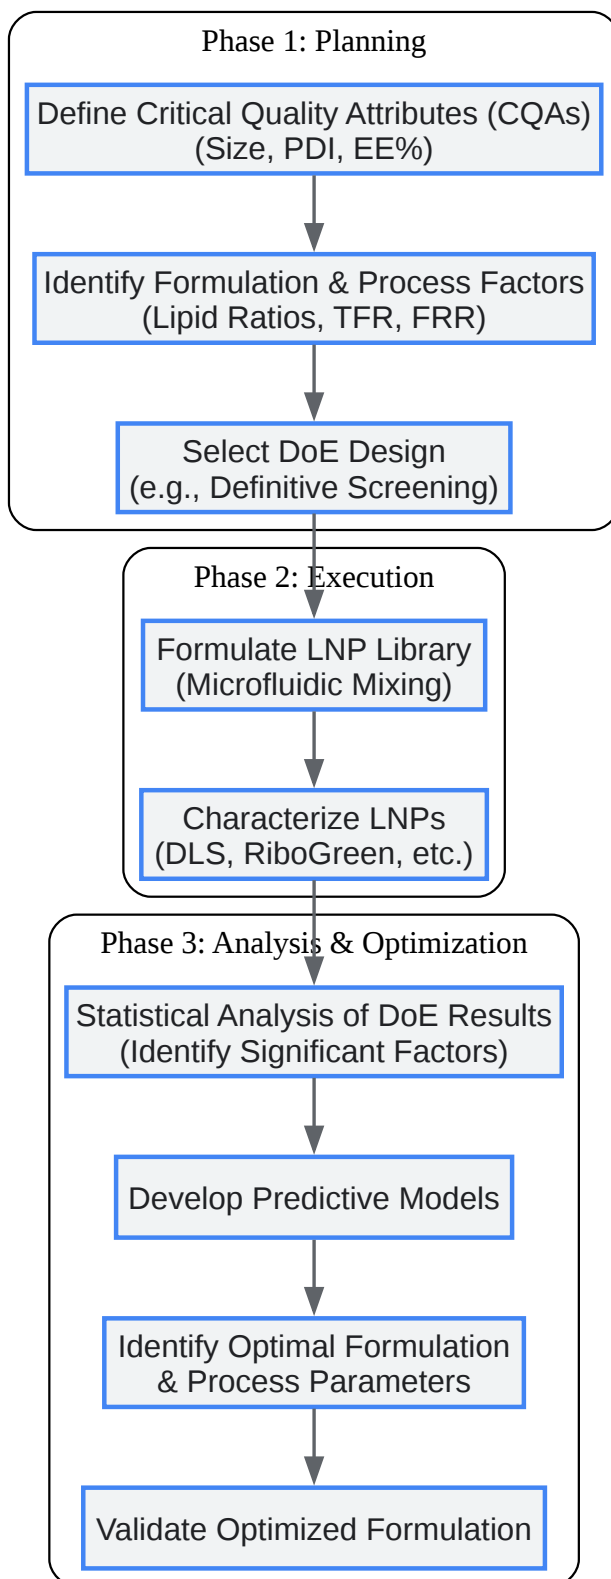 Phase 1: Planning
Define Critical Quality Attributes (CQAs)
(Size, PDI, EE%)
Identify Formulation & Process Factors
(Lipid Ratios, TFR, FRR)
Select DoE Design
(e.g., Definitive Screening)
Phase 2: Execution
Formulate LNP Library
(Microfluidic Mixing)
Characterize LNPs
(DLS, RiboGreen, etc.)
Phase 3: Analysis & Optimization
Statistical Analysis of DoE Results
(Identify Significant Factors)
Develop Predictive Models
Identify Optimal Formulation
& Process Parameters
Validate Optimized Formulation